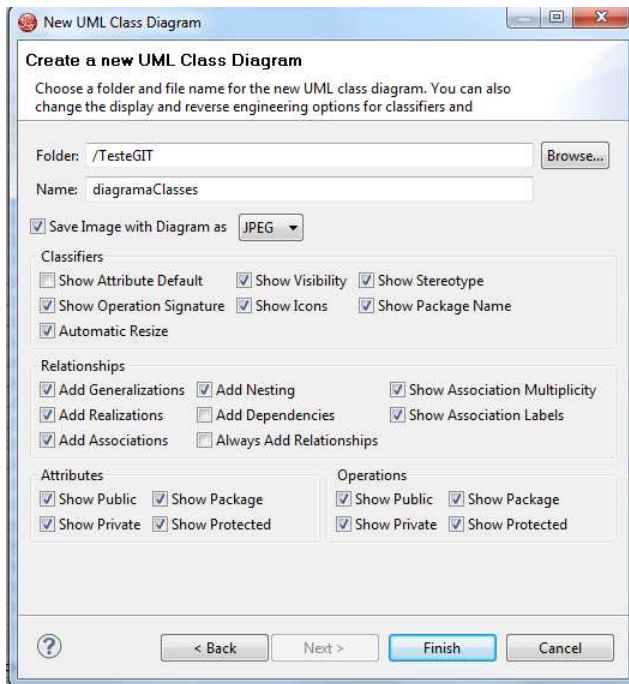 New UML Class Diagram
Create a new UML Class Diagram
Choose a folder and file name for the new UML class diagram. You can also
change the display and reverse engineering options for classifiers and
Folder: /TesteGIT Browse...
Name: diagramaClasses
Save Image with Diagram as JPEG
Classifiers
Show Attribute Default Show Visibility Show Stereotype
Show Operation Signature Show Icons Show Package Name
Automatic Resize
Relationships
Add Generalizations Add Nesting Show Association Multiplicity
Add Realizations Add Dependencies Show Association Labels
Add Associations Always Add Relationships
Attributes Operations
Show Public Show Package Show Public Show Package
Show Private Show Protected Show Private Show Protected
? < Back Next > Finish Cancel